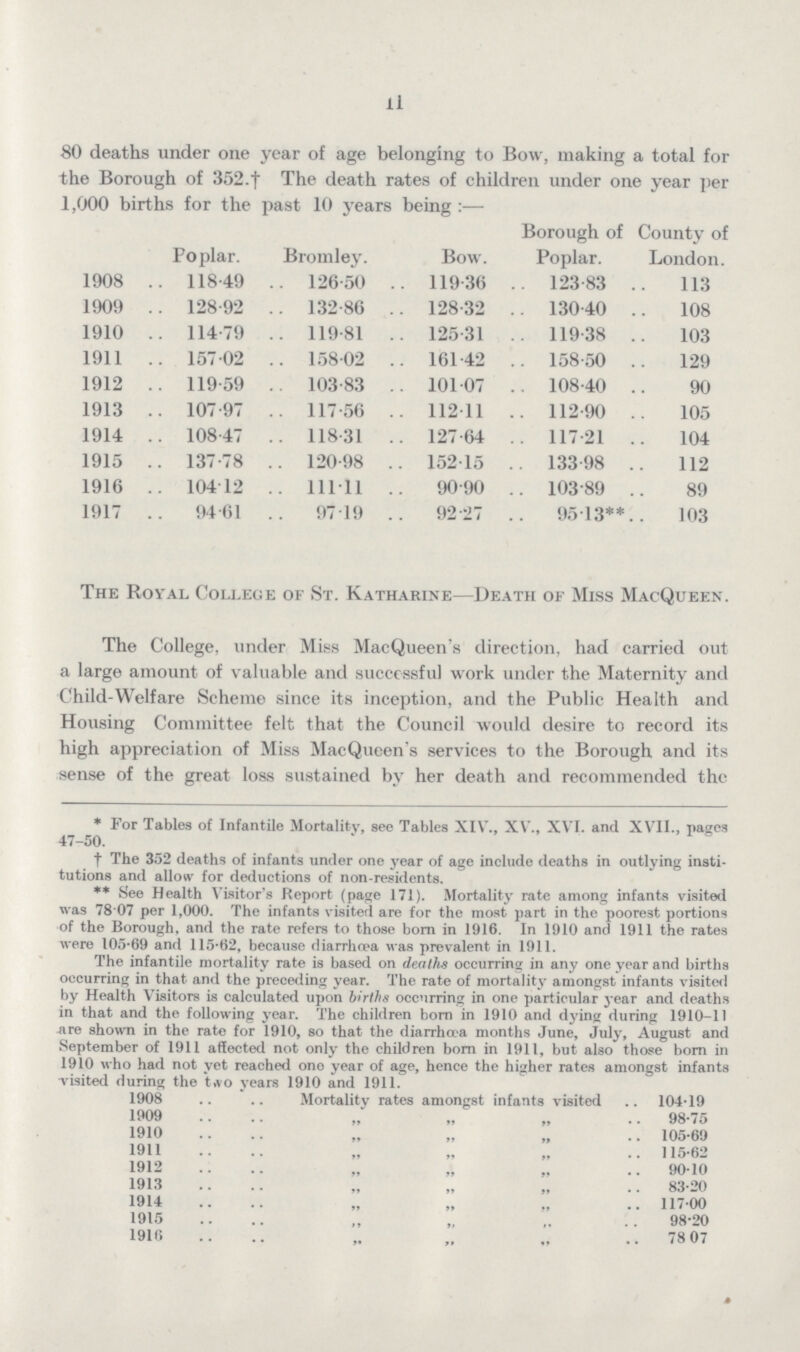 11
80 deaths under one year of age belonging to Bow, making a total for
the Borough of 352.† The death rates of children under one year per
1,000 births for the past 10 years being :—
Poplar. Bromley. Bow. Borough of Poplar. County of London.
1908 .. 118·49 .. 126·50 .. 119·36 .. 123·83 .. 113
1909 .. 128·92 .. 132·86 .. 128·32 .. 130·40 .. 108
1910 .. 114·79 .. 119·81 .. 125·31 .. 119·38 .. 103
1911 .. 157·02 .. 158·02 .. 161·42 .. 158·50 .. 129
1912 .. 119·59 .. 103·83 .. 101·07 .. 108·40 .. 90
1913 .. 107·97 .. 117·56 .. 112·11 .. 112·90 .. 105
1914 .. 108·47 .. 118·31 .. 127·64 .. 117·21 .. 104
1915 .. 137·78 .. 120·98 .. 152·15 .. 133·98 .. 112
1916 .. 104·12 .. 111·11 .. 90·90 .. 103·89 .. 89
1917 .. 94·61 .. 97·19 .. 92·27 .. 95·13**.. 103
The Royal College of St. Katharine—Death of Miss MacQueen.
The College, under Miss MacQueen's direction, had carried out
a large amount of valuable and successful work under the Maternity and
Child-Welfare Scheme since its inception, and the Public Health and
Housing Committee felt that the Council would desire to record its
high appreciation of Miss MacQueen's services to the Borough and its
sense of the great loss sustained by her death and recommended the
* For Tables of Infantile Mortality, see Tables XIV., XV., XVI. and XVII., pages
47-50.
† The 352 deaths of infants under one year of age include deaths in outlying insti-
tutions and allow for deductions of non-residents.
** See Health Visitor's Report (page 171). Mortality rate among infants visited
was 78·07 per 1,000. The infants visited are for the most part in the poorest portions
of the Borough, and the rate refers to those born in 1916. In 1910 and 1911 the rates
were 105·69 and 115·62, because diarrhœa was prevalent in 1911.
The infantile mortality rate is based on deaths occurring in any one year and births
occurring in that and the preceding year. The rate of mortality amongst infants visited
by Health Visitors is calculated upon births occurring in one particular year and deaths
in that and the following year. The children born in 1910 and dying during 1910-11
are shown in the rate for 1910, so that the diarrhœa months June, July, August and
September of 1911 affected not only the children born in 1911, but also those born in
1910 who had not yet reached one year of age, hence the higher rates amongst infants
visited during the two years 1910 and 1911.
1908 .. .. Mortality rates amongst infants visited .. 104·19
1909 .. .. „ „ „ .. 98·75
1910 .. .. „ „ „ .. 105·69
1911 .. .. „ „ „ .. 115·62
1912 .. .. „ „ „ .. 90·10
1913 .. .. „ „ „ .. 83·20
1914 .. .. „ „ „ .. 117·00
1915 .. .. „ „ „ .. 98·20
1916 .. .. „ „ „ .. 78 07